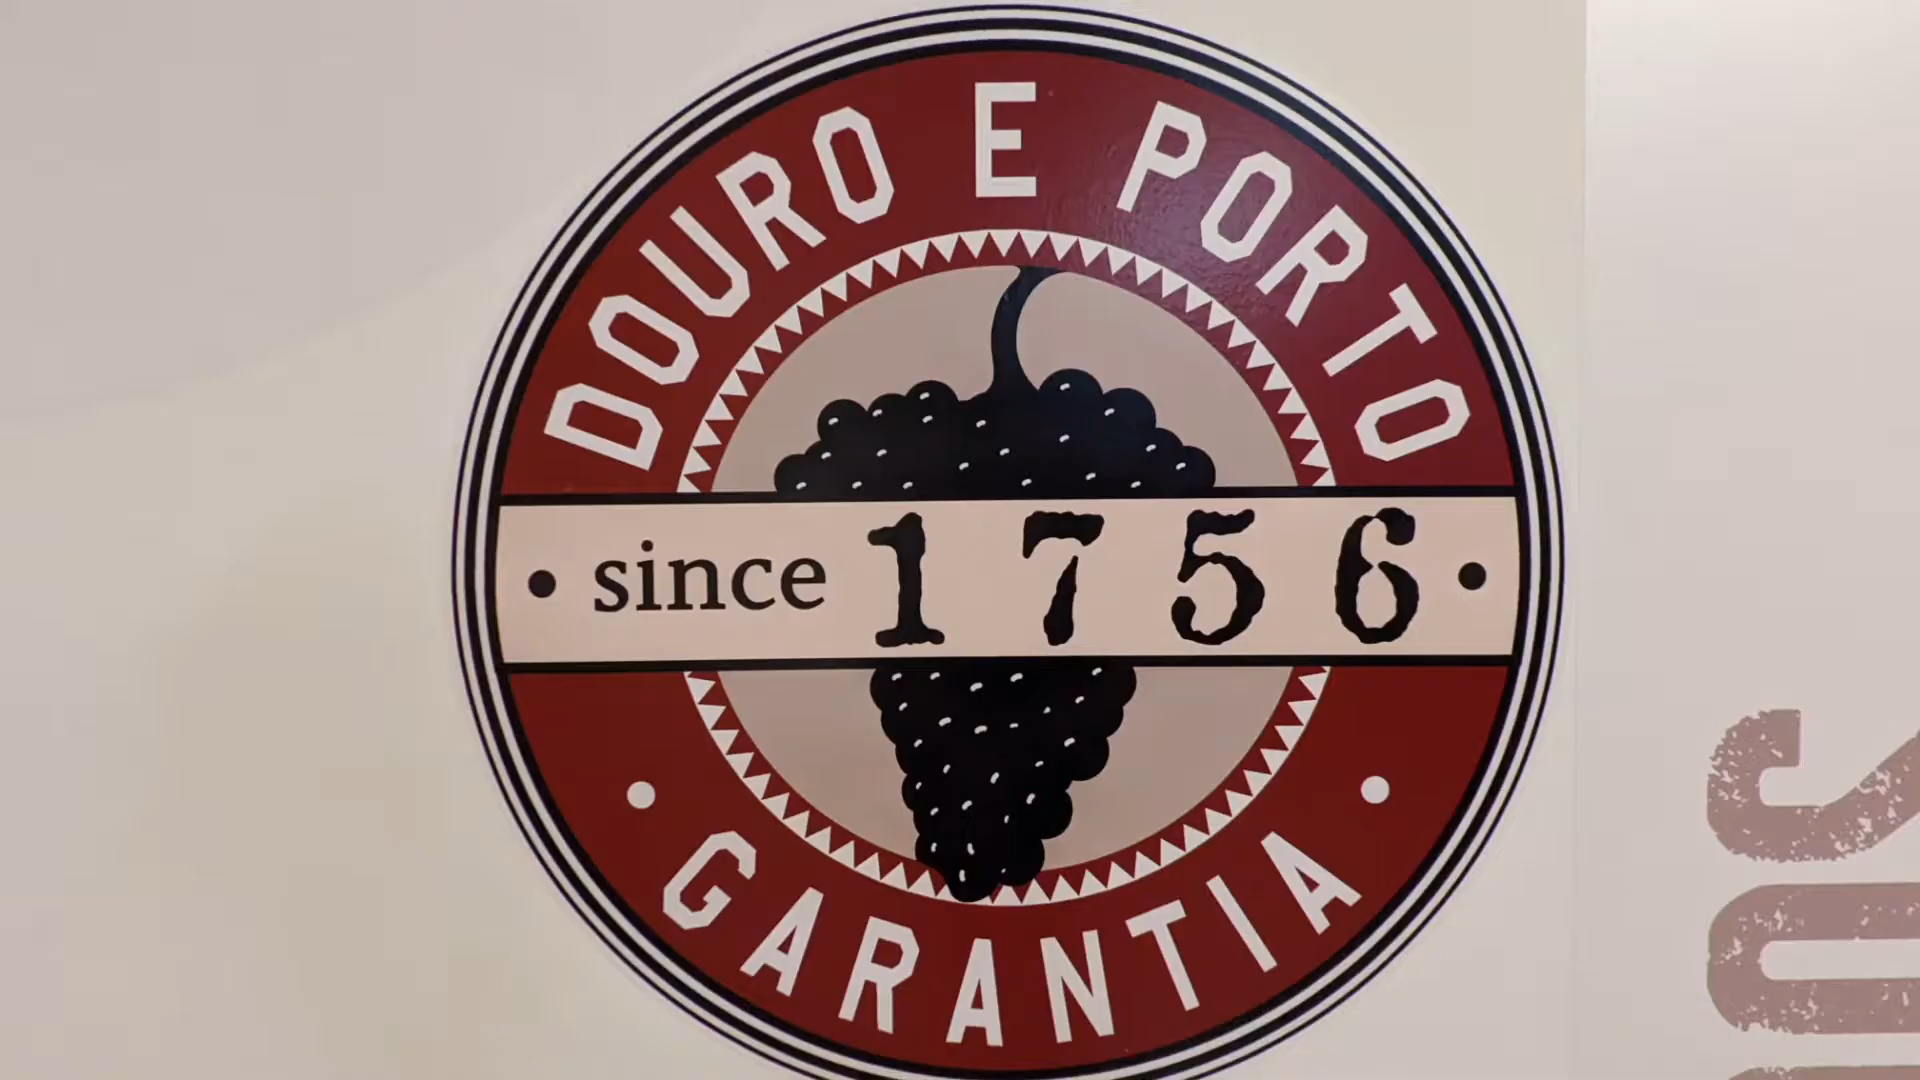 DOURO E PORTO
• since 1756 •
• GARANTIA •